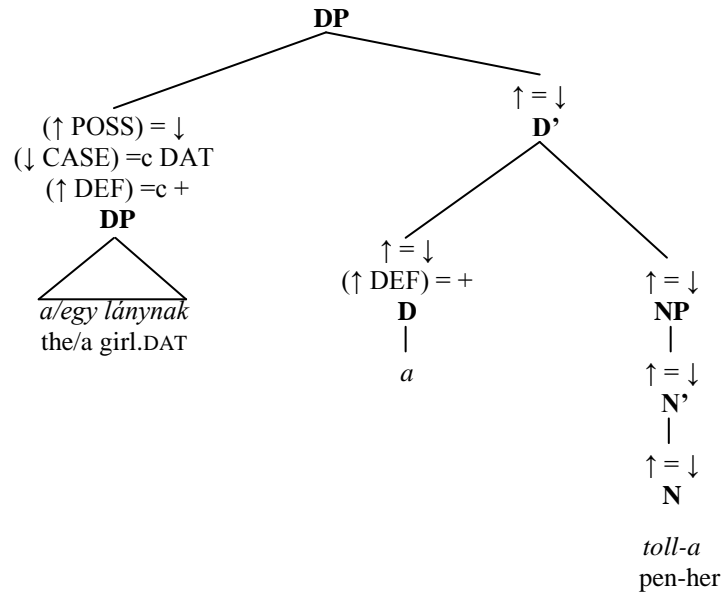 DP
↑ = ↓
D’
(↑ POSS) = ↓
(↓ CASE) =c DAT
(↑ DEF) =c +
DP
a/egy lánynak
the/a girl.DAT
↑ = ↓
(↑ DEF) = +
D
a
↑ = ↓
NP
↑ = ↓
N’
↑ = ↓
N
toll-a
pen-her